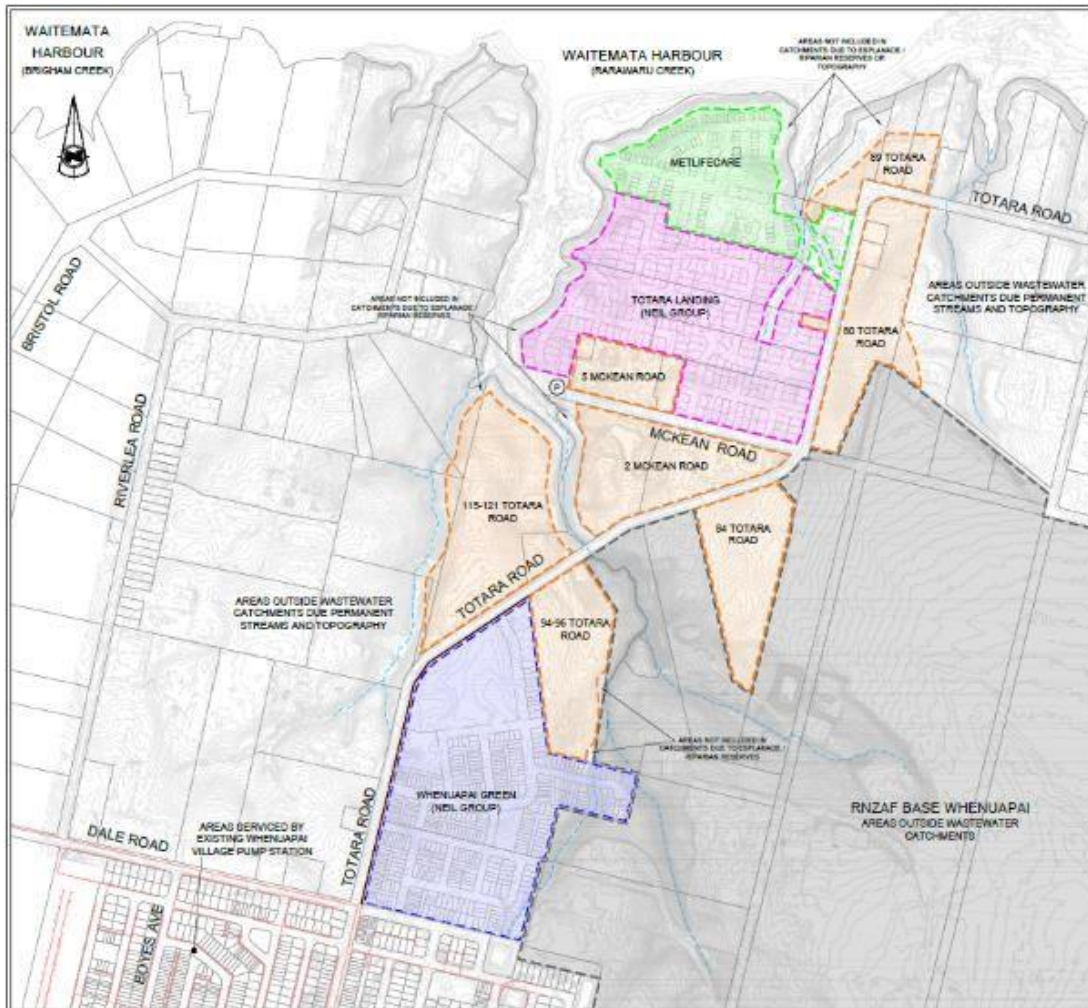 WAITEMATA
HARBOUR
(BRIGHAM CREEK)
WAITEMATA HARBOUR
(RARAWARU CREEK)
AREAS NOT INCLUDED IN
CATCHMENTS DUE TO ESPLANADE /
RIPARIAN RESERVES OR
TOPOGRAPHY
METLIFECARE
89 TOTARA
ROAD
TOTARA ROAD
BRISTOL ROAD
AREAS NOT INCLUDED IN
CATCHMENTS DUE TO ESPLANADE /
RIPARIAN RESERVES
TOTARA LANDING
(NEIL GROUP)
AREAS OUTSIDE WASTEWATER
CATCHMENTS DUE PERMANENT
STREAMS AND TOPOGRAPHY
80 TOTARA
ROAD
5 MCKEAN ROAD
P
RIVERLEA ROAD
MCKEAN ROAD
2 MCKEAN ROAD
115-121 TOTARA
ROAD
84 TOTARA
ROAD
TOTARA ROAD
AREAS OUTSIDE WASTEWATER
CATCHMENTS DUE PERMANENT
STREAMS AND TOPOGRAPHY
94-96 TOTARA
ROAD
AREAS NOT INCLUDED IN
CATCHMENTS DUE TO ESPLANADE /
RIPARIAN RESERVES
WHENUAPAI GREEN
(NEIL GROUP)
RNZAF BASE WHENUAPAI
AREAS OUTSIDE WASTEWATER
CATCHMENTS
DALE ROAD
AREAS SERVICED BY
EXISTING WHENUAPAI
VILLAGE PUMP STATION
TOTARA ROAD
BOYES AVE